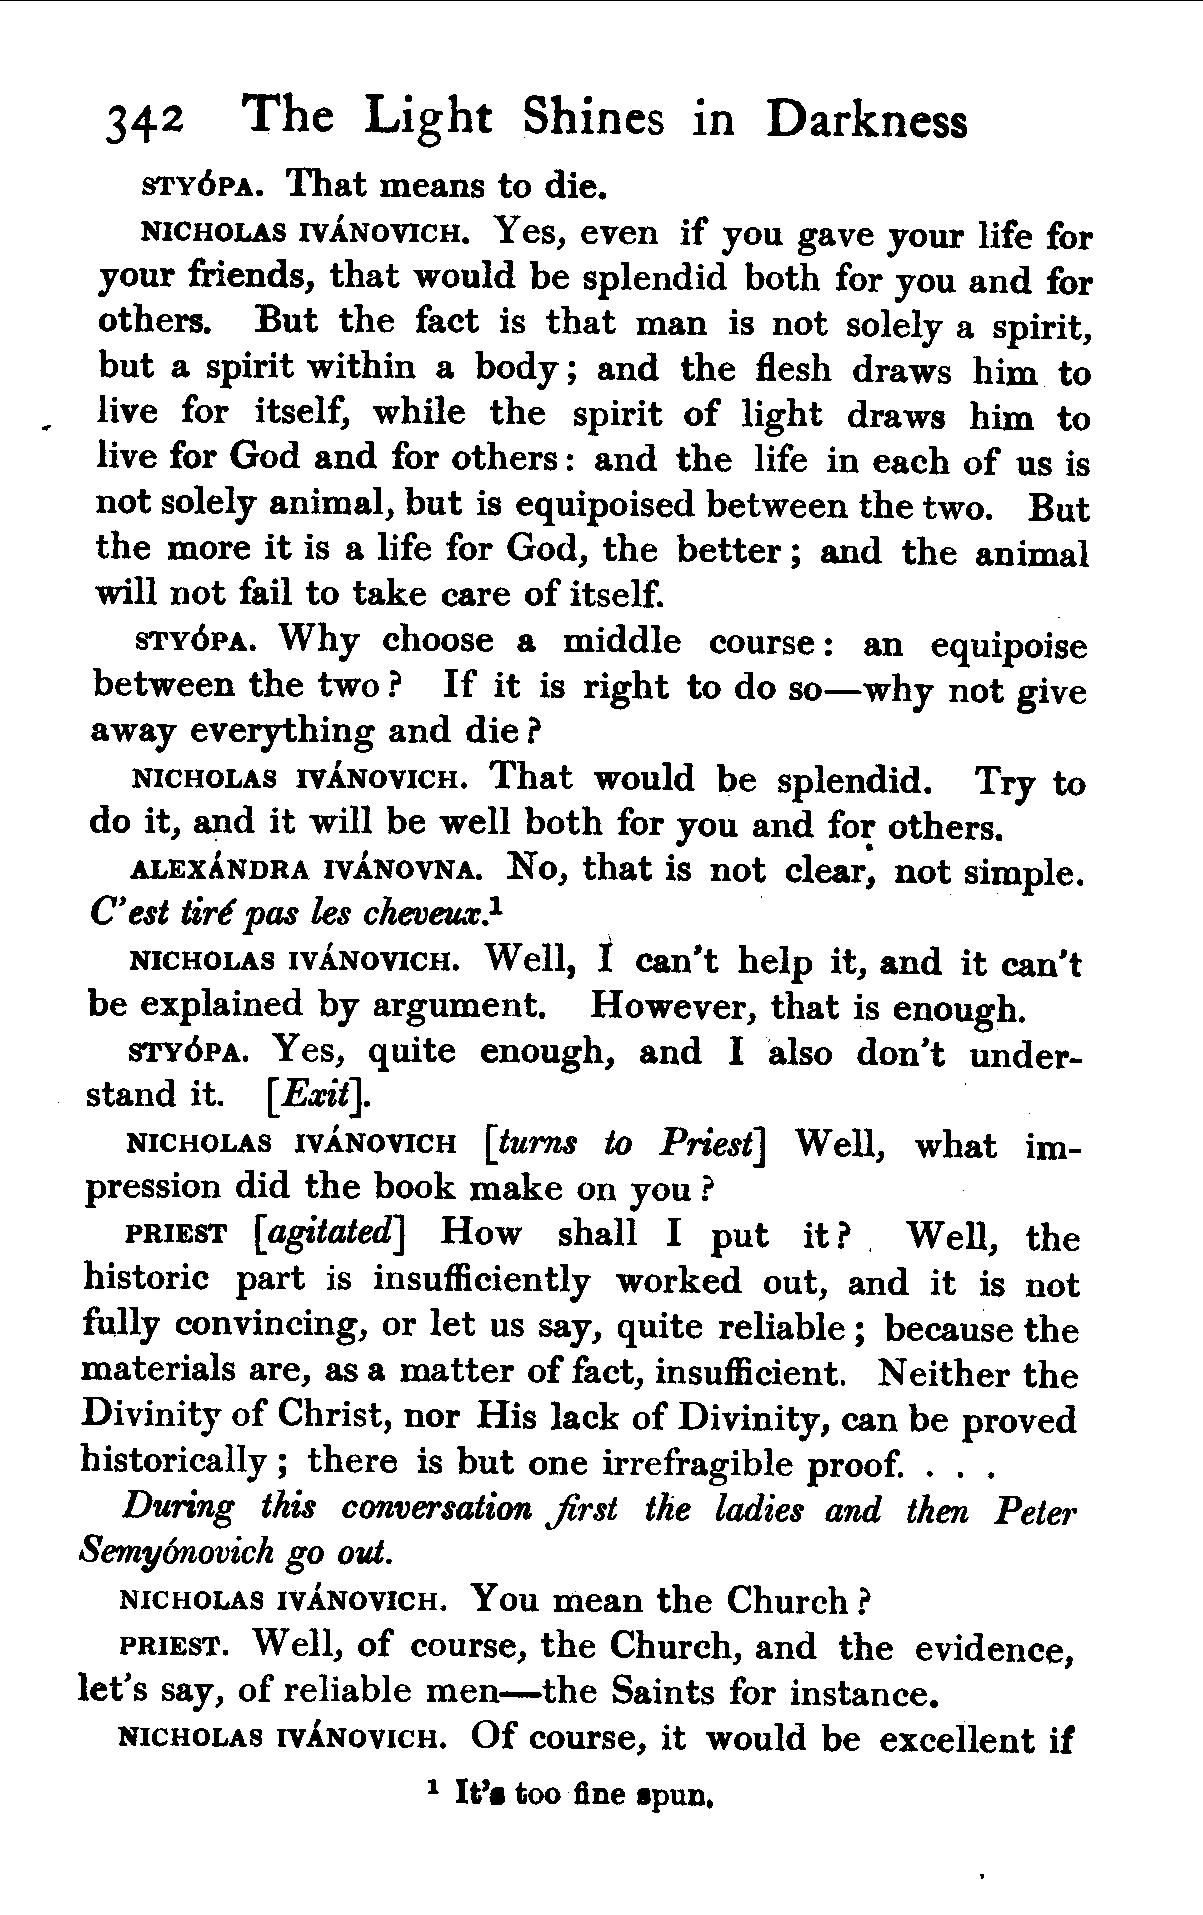 342 The Light Shines in Darkness
STYÓPA. That means to die.
NICHOLAS IVÁNOVICH. Yes, even if you gave your life for
your friends, that would be splendid both for you and for
others. But the fact is that man is not solely a spirit,
but a spirit within a body; and the flesh draws him to
live for itself, while the spirit of light draws him to
live for God and for others: and the life in each of us is
not solely animal, but is equipoised between the two. But
the more it is a life for God, the better; and the animal
will not fail to take care of itself.
STYÓPA. Why choose a middle course: an equipoise
between the two? If it is right to do so—why not give
away everything and die?
NICHOLAS IVÁNOVICH. That would be splendid. Try to
do it, and it will be well both for you and for others.
ALEXÁNDRA IVÁNOVNA. No, that is not clear, not simple.
C'est tiré pas les cheveux.¹
NICHOLAS IVÁNOVICH. Well, I can't help it, and it can't
be explained by argument. However, that is enough.
STYÓPA. Yes, quite enough, and I also don't under-
stand it. [Exit].
NICHOLAS IVÁNOVICH [turns to Priest] Well, what im-
pression did the book make on you?
PRIEST [agitated] How shall I put it? Well, the
historic part is insufficiently worked out, and it is not
fully convincing, or let us say, quite reliable; because the
materials are, as a matter of fact, insufficient. Neither the
Divinity of Christ, nor His lack of Divinity, can be proved
historically; there is but one irrefragible proof. . . .
During this conversation first the ladies and then Peter
Semyónovich go out.
NICHOLAS IVÁNOVICH. You mean the Church?
PRIEST. Well, of course, the Church, and the evidence,
let's say, of reliable men—the Saints for instance.
NICHOLAS IVÁNOVICH. Of course, it would be excellent if
¹ It's too fine spun.